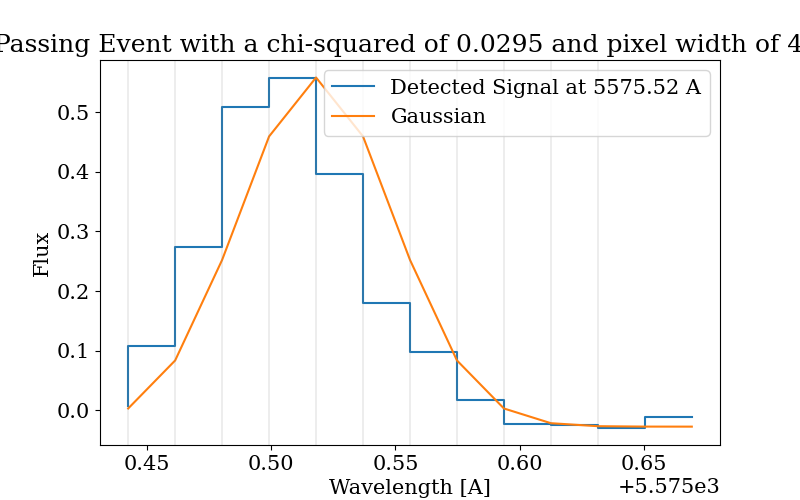 Passing Event with a chi-squared of 0.0295 and pixel width of 4
Detected Signal at 5575.52 A
Gaussian
Flux
0.5
0.4
0.3
0.2
0.1
0.0
0.45 0.50 0.55 0.60 0.65
+5.575e3
Wavelength [A]